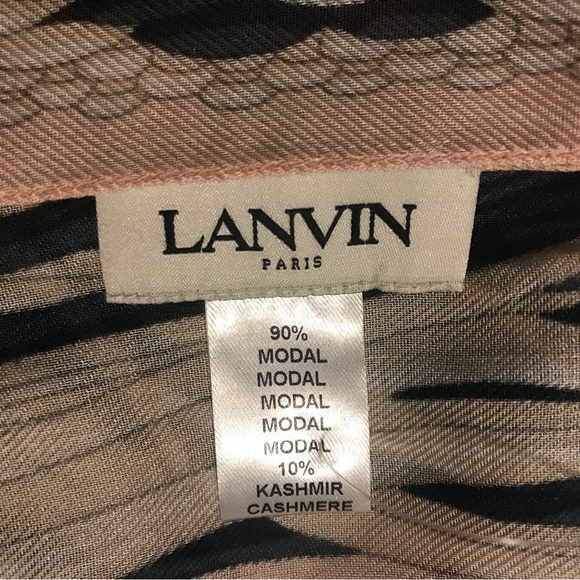 LANVIN
PARIS
90%
MODAL
MODAL
MODAL
MODAL
MODAL
10%
KASHMIR
CASHMERE